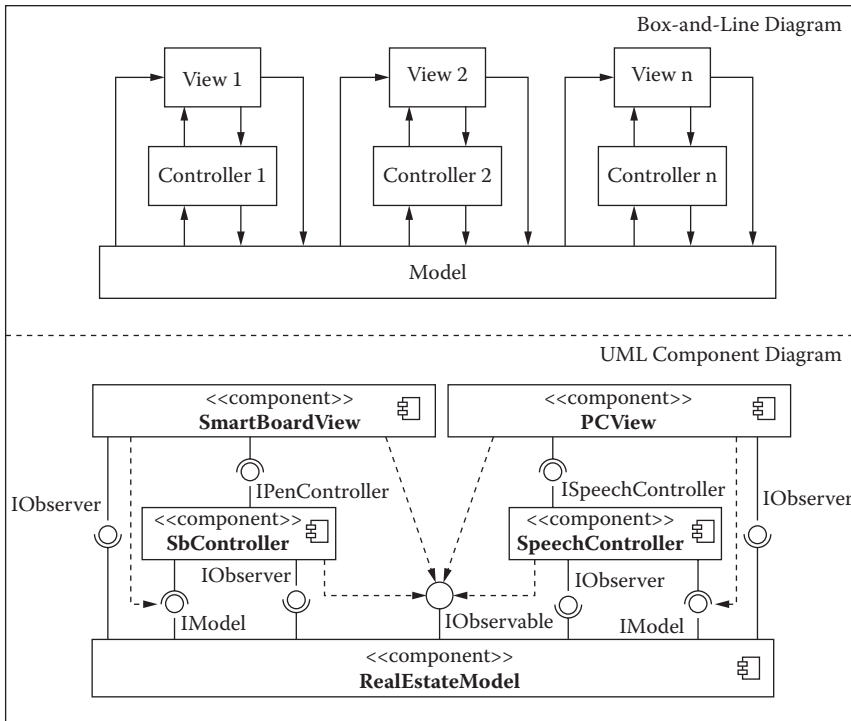 Box-and-Line Diagram
View 1
View 2
View n
Controller 1
Controller 2
Controller n
Model
UML Component Diagram
<<component>>
SmartBoardView
<<component>>
PCView
IObserver
IPenController
ISpeechController
IObserver
<<component>>
SbController
<<component>>
SpeechController
IObserver
IObserver
IModel
IObservable
IModel
<<component>>
RealEstateModel